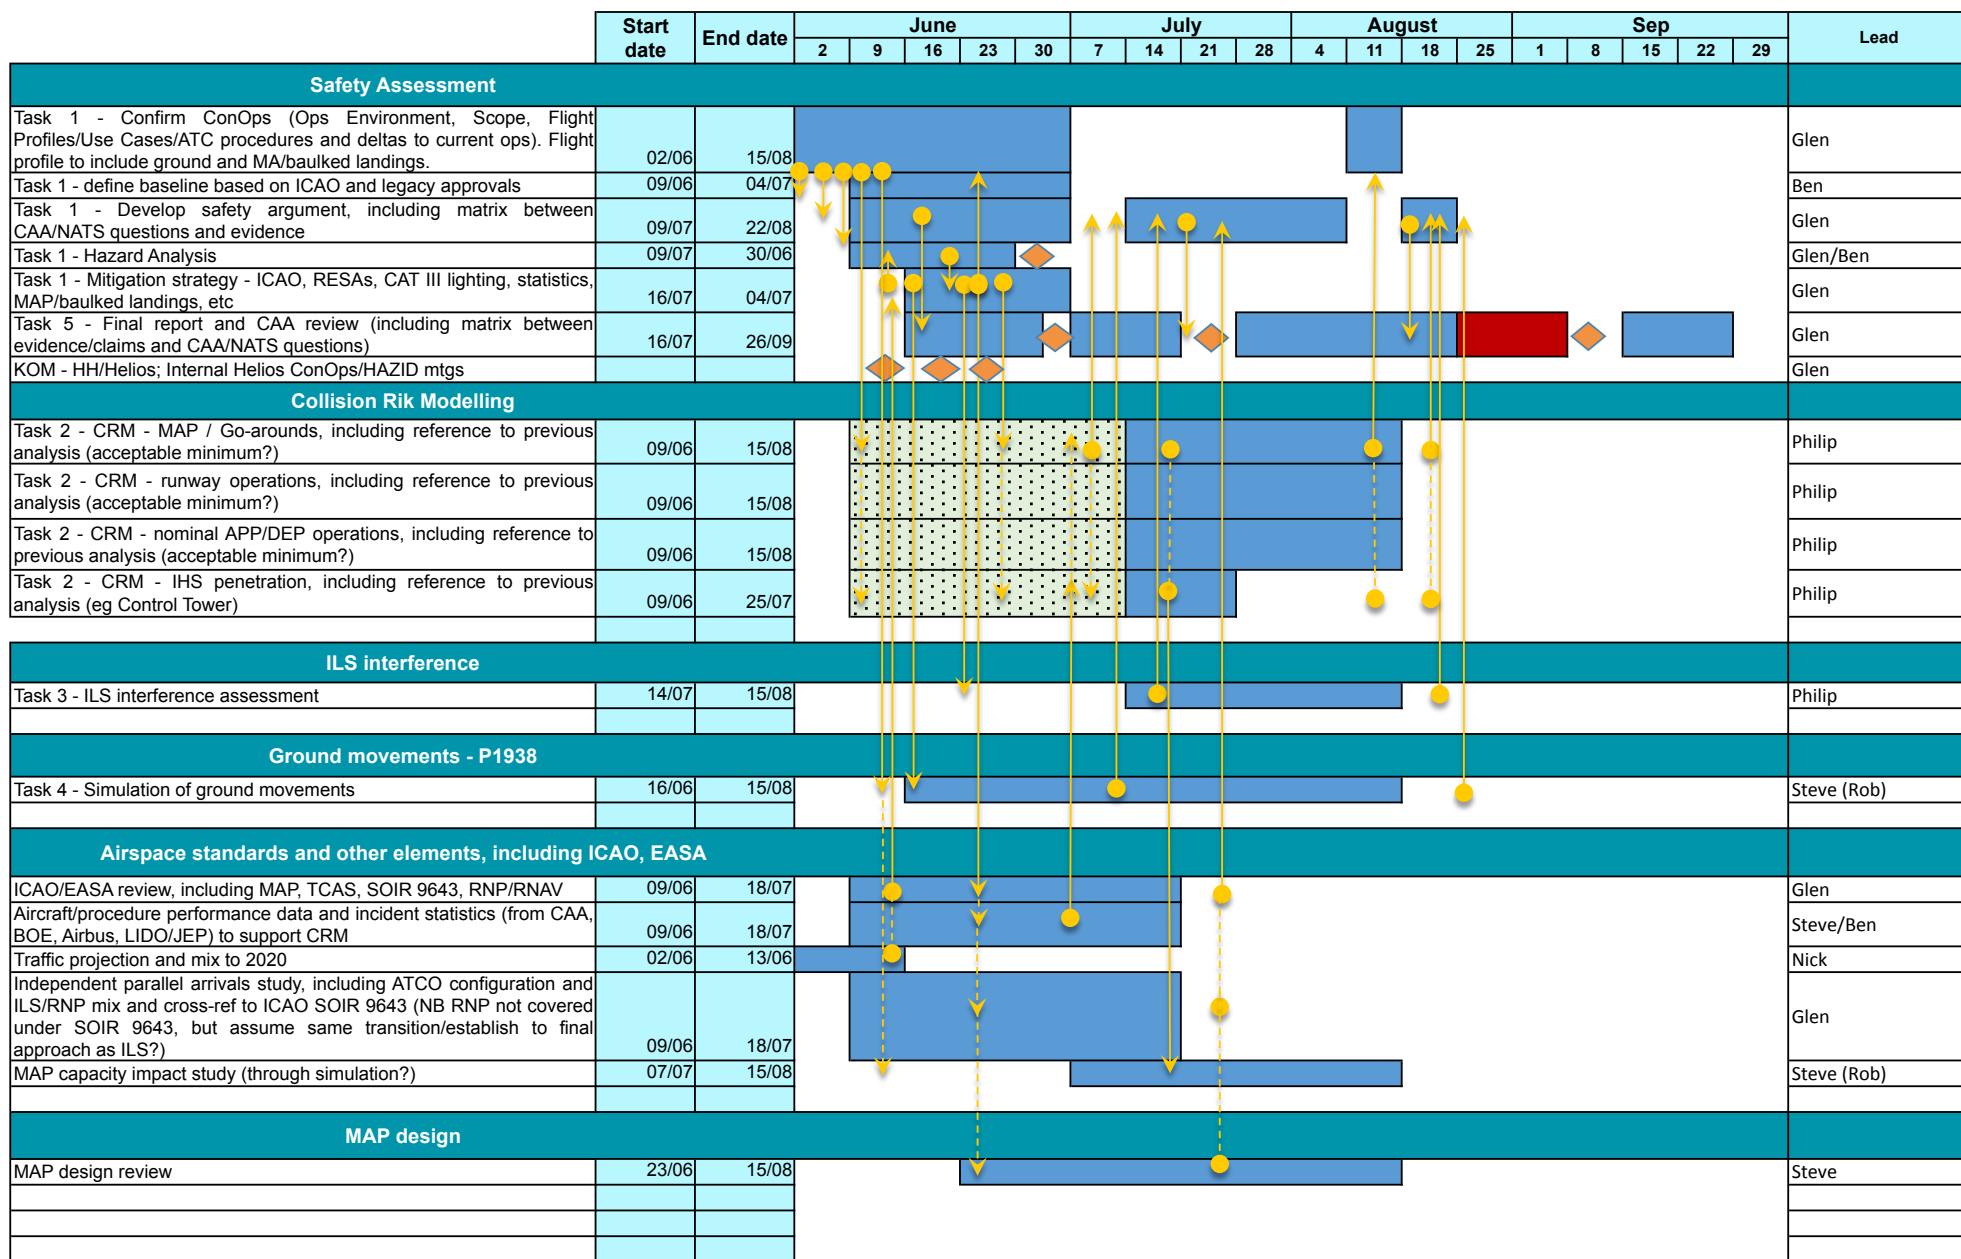 Start date
End date
June
July
August
Sep
Lead
2 9 16 23 30 7 14 21 28 4 11 18 25 1 8 15 22 29
Safety Assessment
Task 1 - Confirm ConOps (Ops Environment, Scope, Flight
Profiles/Use Cases/ATC procedures and deltas to current ops). Flight
profile to include ground and MA/baulked landings.
02/06 15/08
Glen
Task 1 - define baseline based on ICAO and legacy approvals
09/06 04/07
Ben
Task 1 - Develop safety argument, including matrix between
CAA/NATS questions and evidence
09/07 22/08
Glen
Task 1 - Hazard Analysis
09/07 30/06
Glen/Ben
Task 1 - Mitigation strategy - ICAO, RESAs, CAT III lighting, statistics,
MAP/baulked landings, etc
16/07 04/07
Glen
Task 5 - Final report and CAA review (including matrix between
evidence/claims and CAA/NATS questions)
16/07 26/09
Glen
KOM - HH/Helios; Internal Helios ConOps/HAZID mtgs
Glen
Collision Rik Modelling
Task 2 - CRM - MAP / Go-arounds, including reference to previous
analysis (acceptable minimum?)
09/06 15/08
Philip
Task 2 - CRM - runway operations, including reference to previous
analysis (acceptable minimum?)
09/06 15/08
Philip
Task 2 - CRM - nominal APP/DEP operations, including reference to
previous analysis (acceptable minimum?)
09/06 15/08
Philip
Task 2 - CRM - IHS penetration, including reference to previous
analysis (eg Control Tower)
09/06 25/07
Philip
ILS interference
Task 3 - ILS interference assessment
14/07 15/08
Philip
Ground movements - P1938
Task 4 - Simulation of ground movements
16/06 15/08
Steve (Rob)
Airspace standards and other elements, including ICAO, EASA
ICAO/EASA review, including MAP, TCAS, SOIR 9643, RNP/RNAV
09/06 18/07
Glen
Aircraft/procedure performance data and incident statistics (from CAA,
BOE, Airbus, LIDO/JEP) to support CRM
09/06 18/07
Steve/Ben
Traffic projection and mix to 2020
02/06 13/06
Nick
Independent parallel arrivals study, including ATCO configuration and
ILS/RNP mix and cross-ref to ICAO SOIR 9643 (NB RNP not covered
under SOIR 9643, but assume same transition/establish to final
approach as ILS?)
09/06 18/07
Glen
MAP capacity impact study (through simulation?)
07/07 15/08
Steve (Rob)
MAP design
MAP design review
23/06 15/08
Steve